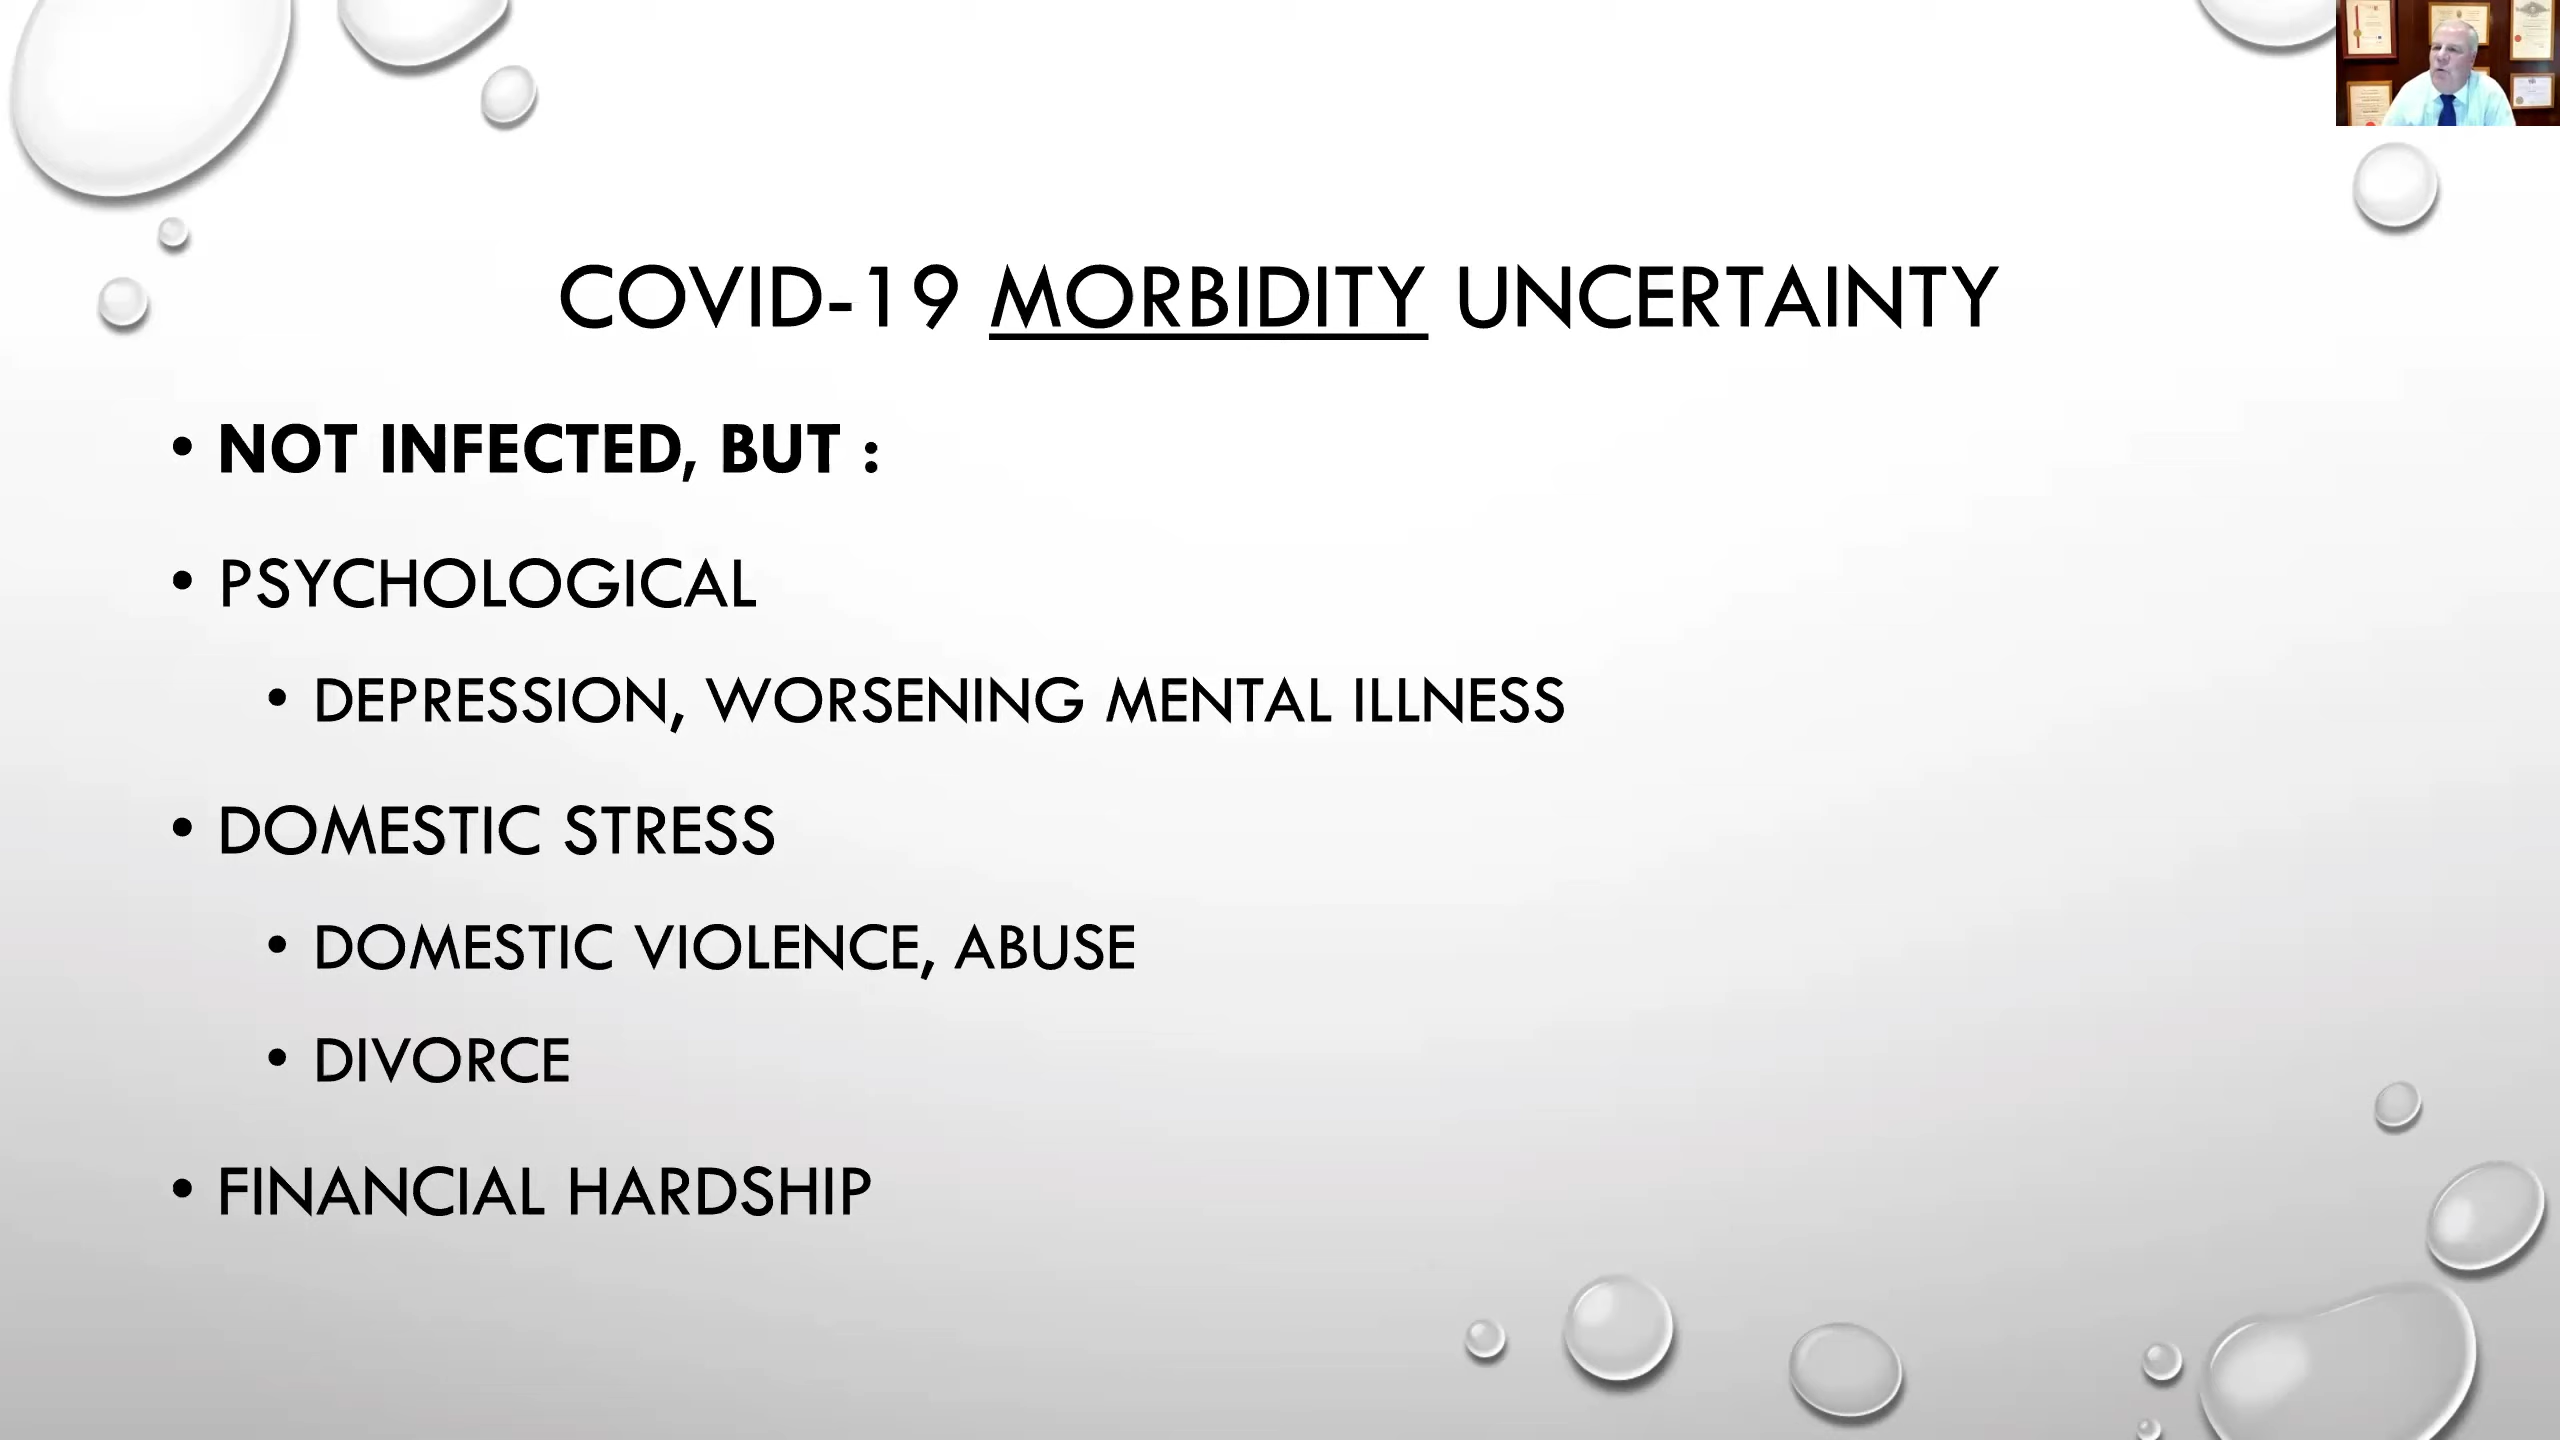 COVID-19 MORBIDITY UNCERTAINTY
• NOT INFECTED, BUT :
• PSYCHOLOGICAL
• DEPRESSION, WORSENING MENTAL ILLNESS
• DOMESTIC STRESS
• DOMESTIC VIOLENCE, ABUSE
• DIVORCE
• FINANCIAL HARDSHIP